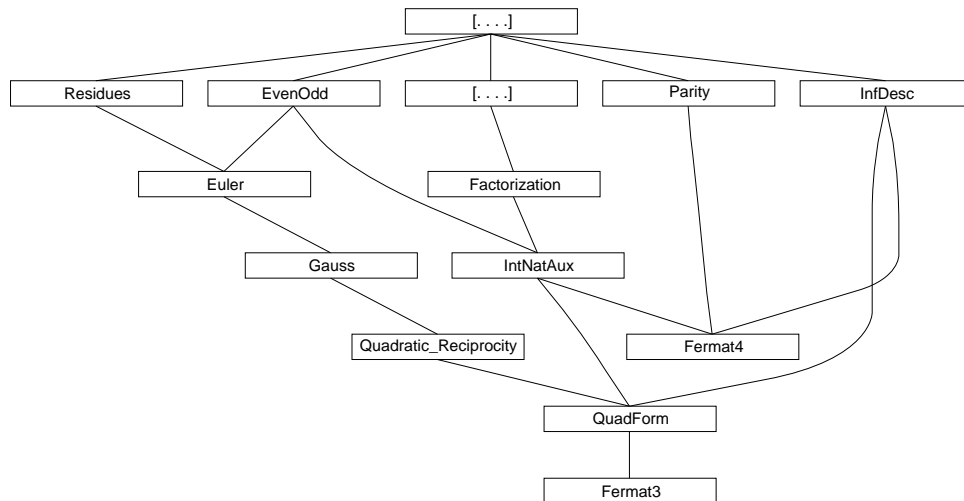 [. . . .]
Residues
EvenOdd
[. . . .]
Parity
InfDesc
Euler
Factorization
Gauss
IntNatAux
Quadratic_Reciprocity
Fermat4
QuadForm
Fermat3